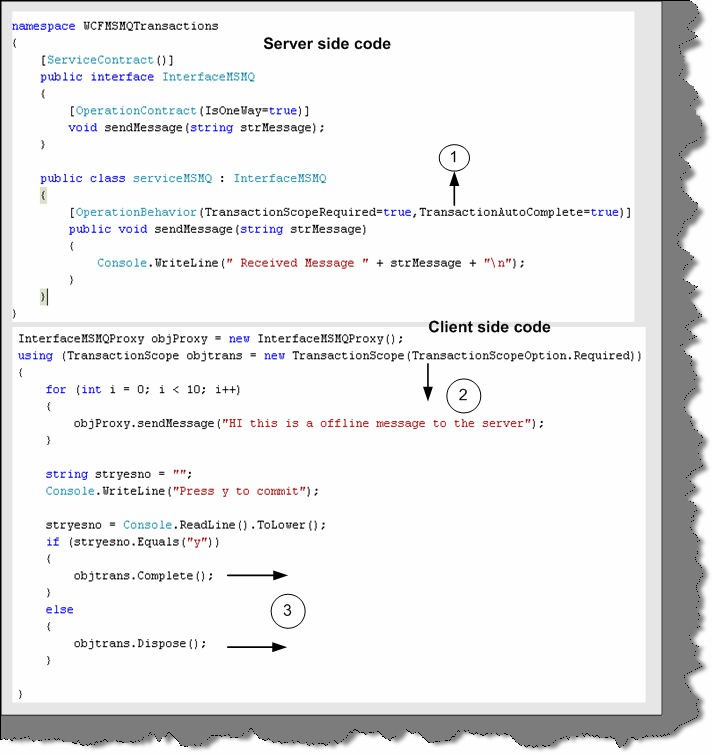 namespace WCFMSMQTransactions
Server side code
{
[ServiceContract()]
public interface InterfaceMSMQ
{
[OperationContract(IsOneWay=true)]
void sendMessage(string strMessage);
}
1
public class serviceMSMQ : InterfaceMSMQ
{
[OperationBehavior(TransactionScopeRequired=true,TransactionAutoComplete=true)]
public void sendMessage(string strMessage)
{
Console.WriteLine(" Received Message " + strMessage + "\n");
}
}
}
Client side code
InterfaceMSMQProxy objProxy = new InterfaceMSMQProxy();
using (TransactionScope objtrans = new TransactionScope(TransactionScopeOption.Required))
{
for (int i = 0; i < 10; i++)
2
{
objProxy.sendMessage("HI this is a offline message to the server");
}
string stryesno = "";
Console.WriteLine("Press y to commit");
stryesno = Console.ReadLine().ToLower();
if (stryesno.Equals("y"))
{
objtrans.Complete();
}
else
3
{
objtrans.Dispose();
}
}